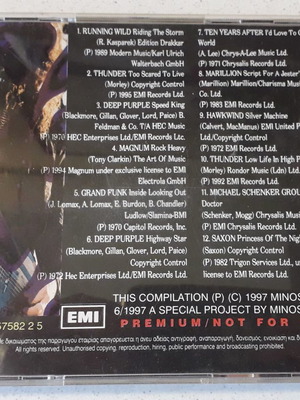 1. RUNNING WILD Riding The Storm
(R. Kasparek) Edition Drakkar
(P) 1989 Modern Music/Karl Ulrich
Walterbach GmbH
2. THUNDER Too Scared To Live
(Morley) Copyright Control
(P) 1995 EMI Records Ltd.
3. DEEP PURPLE Speed King
(Blackmore, Gillan, Glover, Lord, Paice) B.
Feldman & Co. T/A HEC Music
(P) 1970 HEC Enterprises Ltd/EMI Records Ltd.
4. MAGNUM Rock Heavy
(Tony Clarkin) The Art Of Music
(P) 1994 Magnum under exclusive license to EMI
Electrola GmbH
5. GRAND FUNK Inside Looking Out
(J. Lomax, A. Lomax, E. Burdon, B. Chandler)
Ludlow/Slamina-BMI
(P) 1970 Capitol Records, Inc.
6. DEEP PURPLE Highway Star
(Blackmore, Gillan, Glover, Lord, Paice)
Copyright Control
(P) 1972 Hec Enterprises Ltd/EMI Records Ltd.
7. TEN YEARS AFTER I'd Love To C
World
(A. Lee) Chrys-A-Lee Music Ltd.
(P) 1971 Chrysalis Records Ltd.
8. MARILLION Script For A Jester'
(Marillion) Marillion/Charisma Mus
Co. Ltd.
(P) 1983 EMI Records Ltd.
9. HAWKWIND Silver Machine
(Calvert, MacManus) EMI United P
Ltd./Copyright Control
(P) 1972 EMI Records Ltd.
10. THUNDER Low Life In High P
(Morley) Rondor Music (Ldn) Ltd.
(P) 1992 EMI Records Ltd.
11. MICHAEL SCHENKER GROU
Doctor
(Schenker, Mogg) Chrysalis Music
(P) Chrysalis Records Ltd.
12. SAXON Princess Of The Nigh
(Saxon) Copyright Control
(P) 1982 Trigon Services Ltd., un
license to EMI Records Ltd.
57582 2 5
EMI
THIS COMPILATION (P) (C) 1997 MINOS
6/1997 A SPECIAL PROJECT BY MINOS
PREMIUM/NOT FOR
All rights reserved. Unauthorised copying, reproduction, hiring, public performance and broadcasting prohibited.